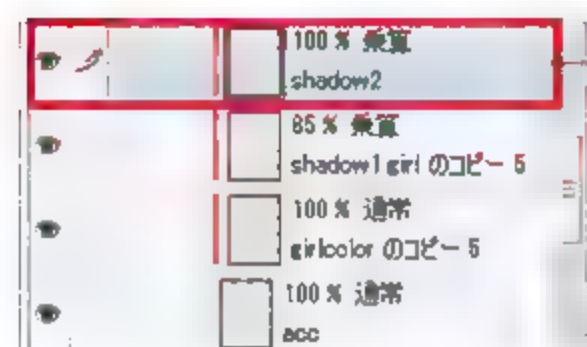 100 % 乗算
shadow2
85 % 乗算
shadow1 girl のコピー 5
100 % 通常
girlcolor のコピー 5
100 % 通常
acc